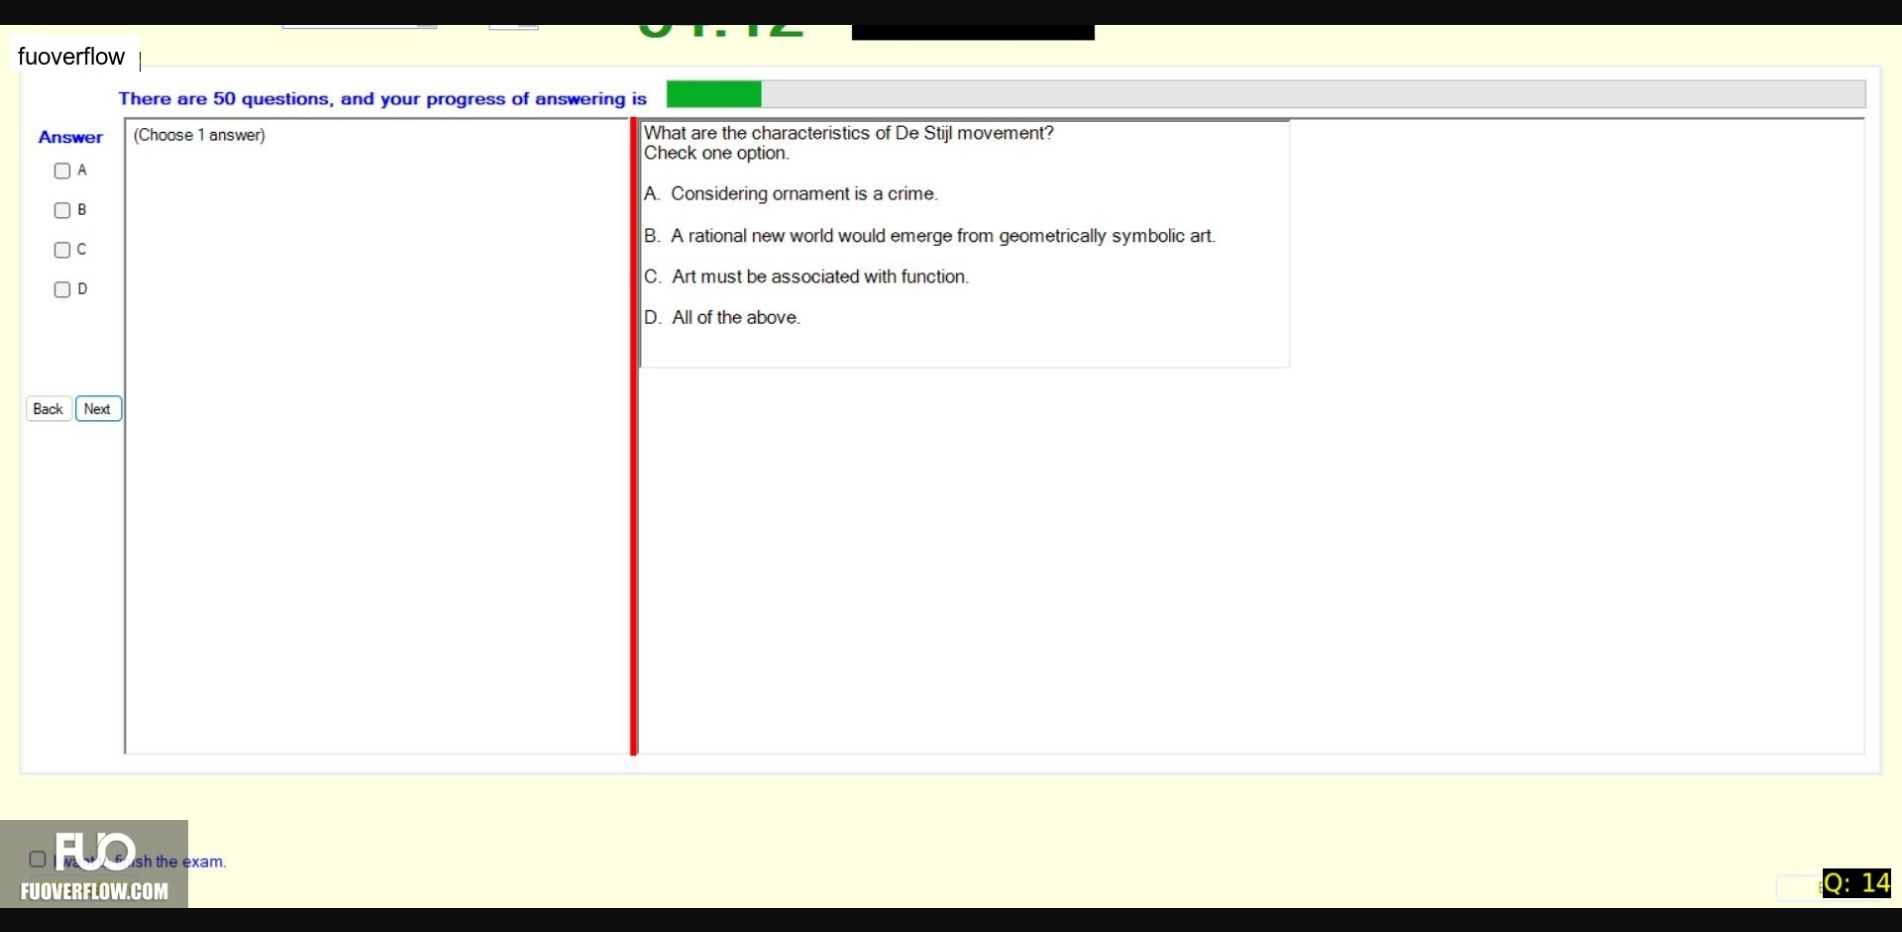 fuoverflow
There are 50 questions, and your progress of answering is
Answer
(Choose 1 answer)
A
B
C
D
What are the characteristics of De Stijl movement?
Check one option.
A. Considering ornament is a crime.
B. A rational new world would emerge from geometrically symbolic art.
C. Art must be associated with function.
D. All of the above.
Back
Next
FUO
finish the exam.
FUOVERFLOW.COM
Q: 14